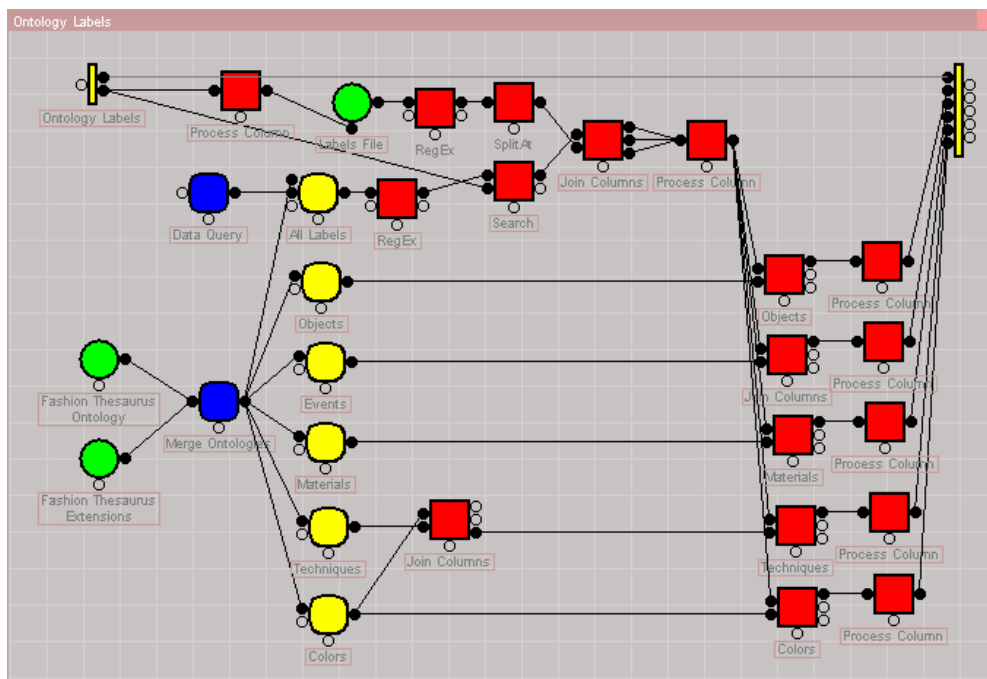 Ontology Labels
Ontology Labels
Process Column
Labels File
RegEx
SplitAt
Join Columns
Process Column
Data Query
All Labels
RegEx
Search
Objects
Objects
Process Column
Fashion Thesaurus
Ontology
Merge Ontologies
Events
Join Columns
Process Column
Fashion Thesaurus
Extensions
Materials
Materials
Process Column
Techniques
Join Columns
Techniques
Process Column
Colors
Colors
Process Column